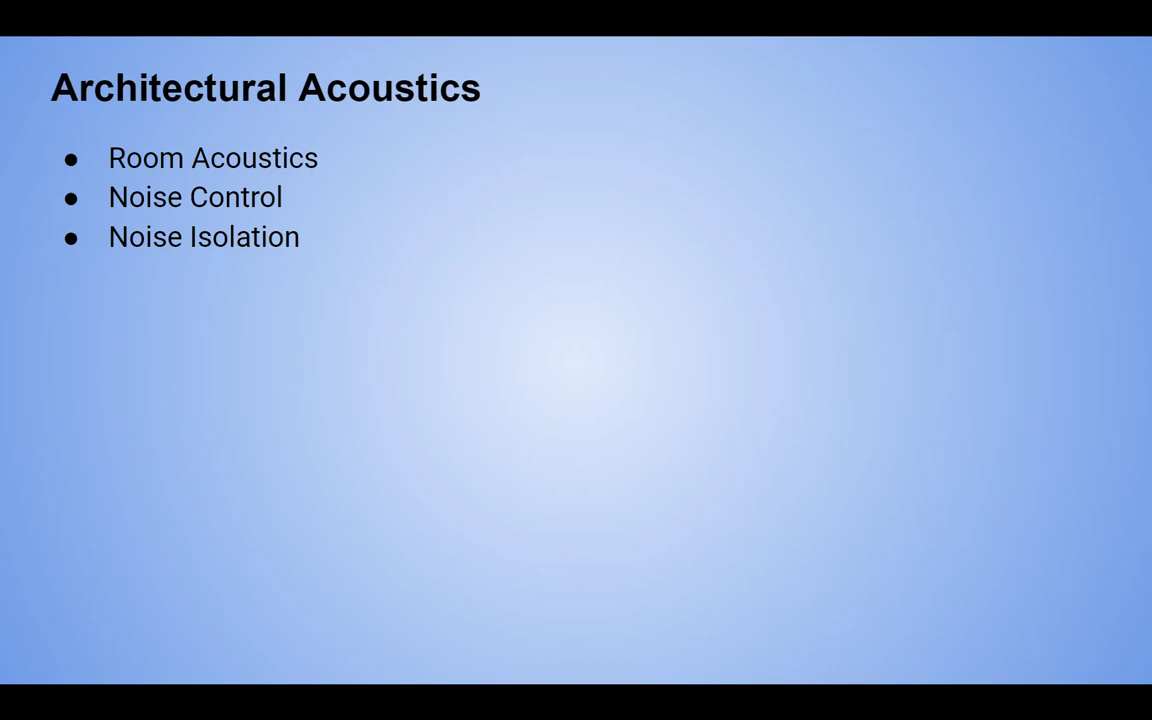 Architectural Acoustics
● Room Acoustics
● Noise Control
● Noise Isolation